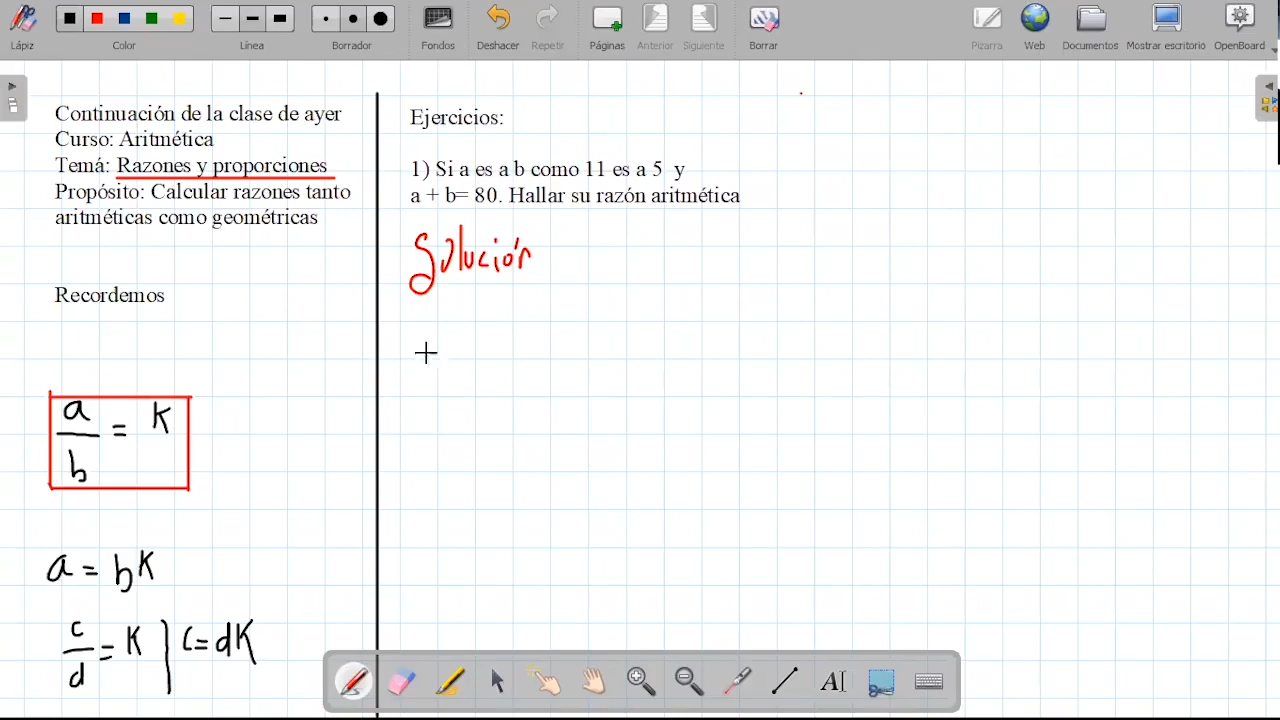 Lápiz
Color
Línea
Borrador
Fondos
Deshacer
Repetir
Páginas
Anterior
Siguiente
Borrar
Pizarra
Web
Documentos
Mostrar escritorio
OpenBoard
Continuación de la clase de ayer
Curso: Aritmética
Temá: Razones y proporciones
Propósito: Calcular razones tanto
aritméticas como geométricas
Recordemos
a/b = K
a = bK
c/d = K | c = dK
Ejercicios:
1) Si a es a b como 11 es a 5 y
a + b= 80. Hallar su razón aritmética
Solución